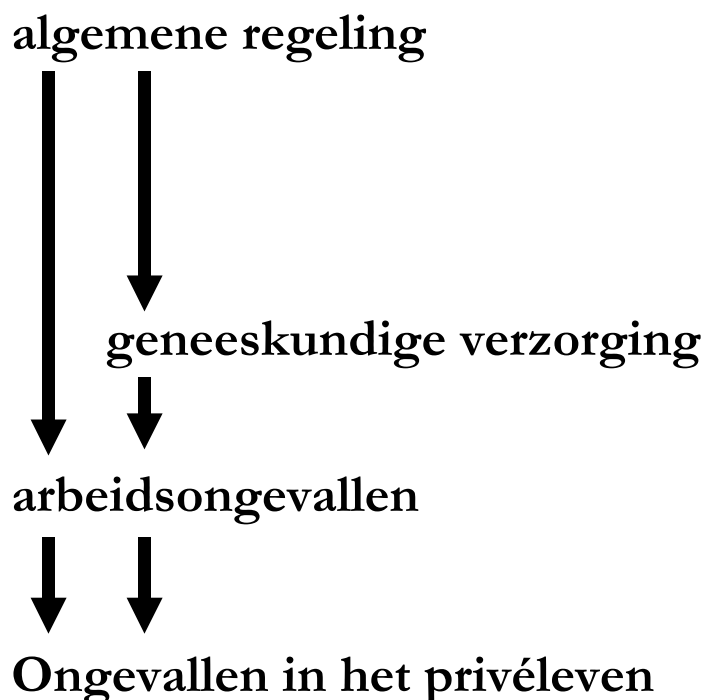 algemene regeling
geneeskundige verzorging
arbeidsongevallen
Ongevallen in het privéleven